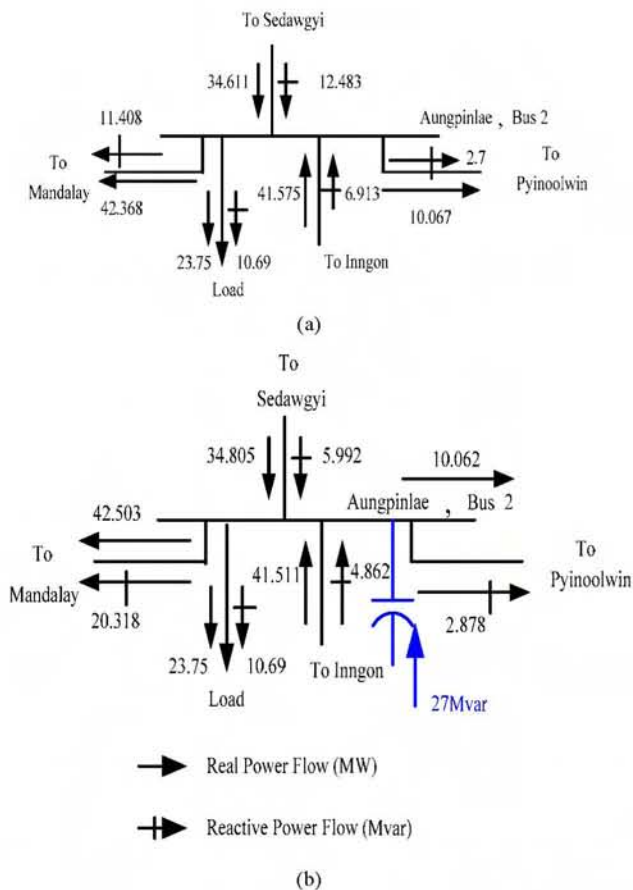 To Sedawgyi
34.611
12.483
11.408
Aungpinlae , Bus 2
To
Mandalay
2.7
To
Pyinoolwin
42.368
41.575
6.913
10.067
23.75
10.69
To Inngon
Load
(a)
To
Sedawgyi
34.805
5.992
10.062
42.503
Aungpinlae , Bus 2
To
Mandalay
41.511
4.862
To
Pyinoolwin
20.318
2.878
23.75
10.69
To Inngon
Load
27Mvar
Real Power Flow (MW)
Reactive Power Flow (Mvar)
(b)